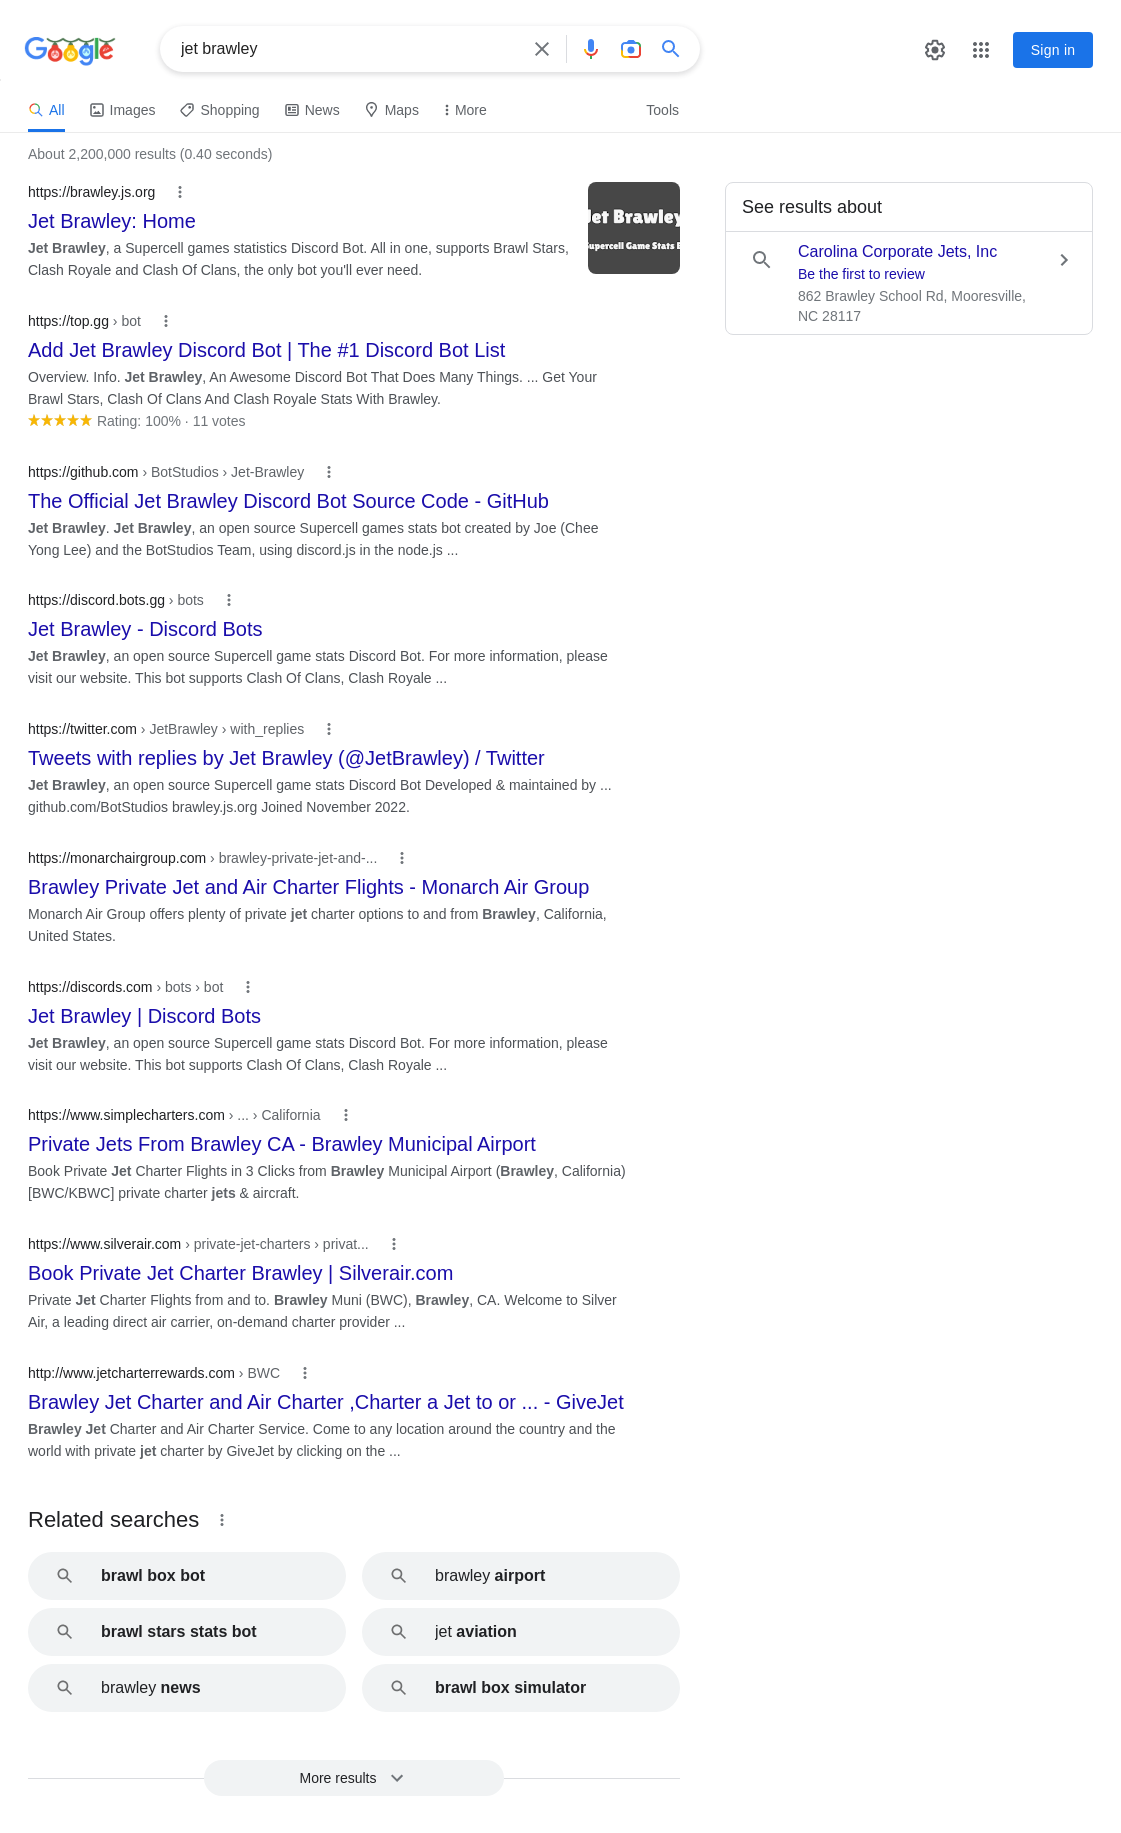 Google
jet brawley
Sign in
All
Images
Shopping
News
Maps
More
Tools
About 2,200,000 results (0.40 seconds)
https://brawley.js.org
Jet Brawley: Home
Jet Brawley, a Supercell games statistics Discord Bot. All in one, supports Brawl Stars,
Clash Royale and Clash Of Clans, the only bot you'll ever need.
Jet Brawley
Supercell Game Stats B
https://top.gg › bot
Add Jet Brawley Discord Bot | The #1 Discord Bot List
Overview. Info. Jet Brawley, An Awesome Discord Bot That Does Many Things. ... Get Your
Brawl Stars, Clash Of Clans And Clash Royale Stats With Brawley.
Rating: 100% · 11 votes
https://github.com › BotStudios › Jet-Brawley
The Official Jet Brawley Discord Bot Source Code - GitHub
Jet Brawley. Jet Brawley, an open source Supercell games stats bot created by Joe (Chee
Yong Lee) and the BotStudios Team, using discord.js in the node.js ...
https://discord.bots.gg › bots
Jet Brawley - Discord Bots
Jet Brawley, an open source Supercell game stats Discord Bot. For more information, please
visit our website. This bot supports Clash Of Clans, Clash Royale ...
https://twitter.com › JetBrawley › with_replies
Tweets with replies by Jet Brawley (@JetBrawley) / Twitter
Jet Brawley, an open source Supercell game stats Discord Bot Developed & maintained by ...
github.com/BotStudios brawley.js.org Joined November 2022.
https://monarchairgroup.com › brawley-private-jet-and-...
Brawley Private Jet and Air Charter Flights - Monarch Air Group
Monarch Air Group offers plenty of private jet charter options to and from Brawley, California,
United States.
https://discords.com › bots › bot
Jet Brawley | Discord Bots
Jet Brawley, an open source Supercell game stats Discord Bot. For more information, please
visit our website. This bot supports Clash Of Clans, Clash Royale ...
https://www.simplecharters.com › ... › California
Private Jets From Brawley CA - Brawley Municipal Airport
Book Private Jet Charter Flights in 3 Clicks from Brawley Municipal Airport (Brawley, California)
[BWC/KBWC] private charter jets & aircraft.
https://www.silverair.com › private-jet-charters › privat...
Book Private Jet Charter Brawley | Silverair.com
Private Jet Charter Flights from and to. Brawley Muni (BWC), Brawley, CA. Welcome to Silver
Air, a leading direct air carrier, on-demand charter provider ...
http://www.jetcharterrewards.com › BWC
Brawley Jet Charter and Air Charter ,Charter a Jet to or ... - GiveJet
Brawley Jet Charter and Air Charter Service. Come to any location around the country and the
world with private jet charter by GiveJet by clicking on the ...
See results about
Carolina Corporate Jets, Inc
Be the first to review
862 Brawley School Rd, Mooresville,
NC 28117
Related searches
brawl box bot
brawley airport
brawl stars stats bot
jet aviation
brawley news
brawl box simulator
More results